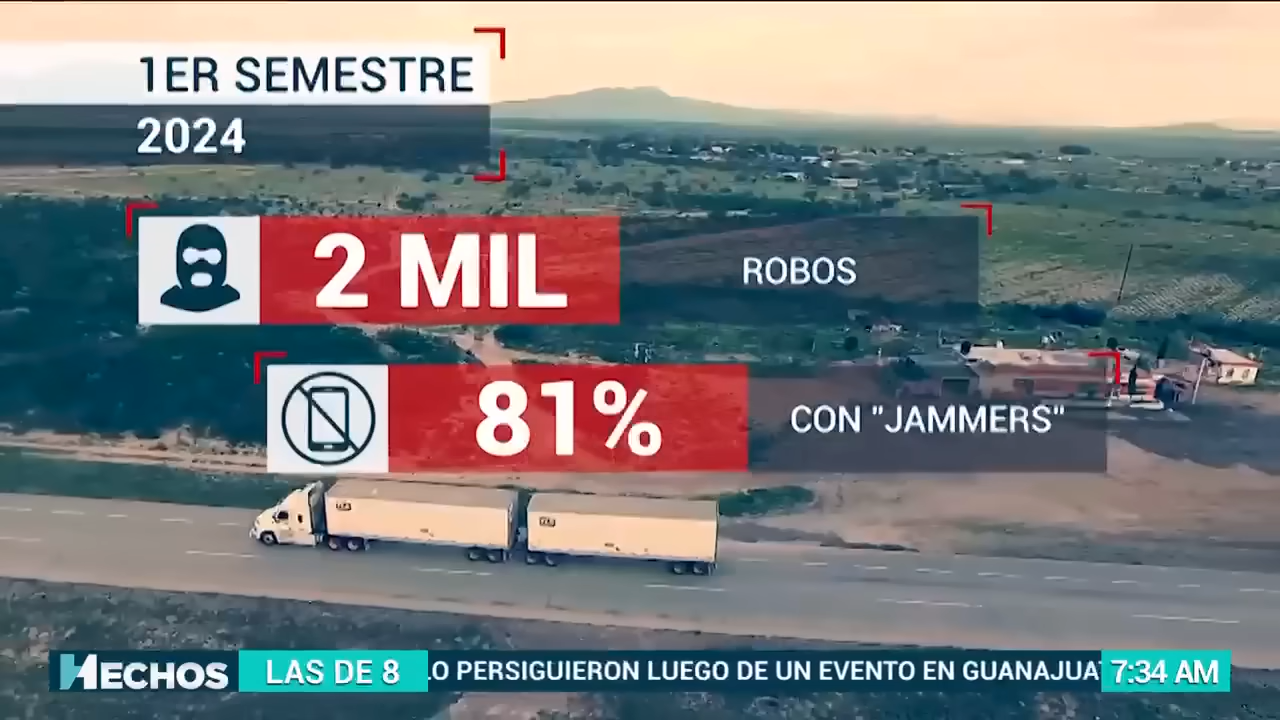 1ER SEMESTRE
2024
2 MIL
ROBOS
81%
CON "JAMMERS"
HECHOS
LAS DE 8
LO PERSIGUIERON LUEGO DE UN EVENTO EN GUANAJUAT
7:34 AM